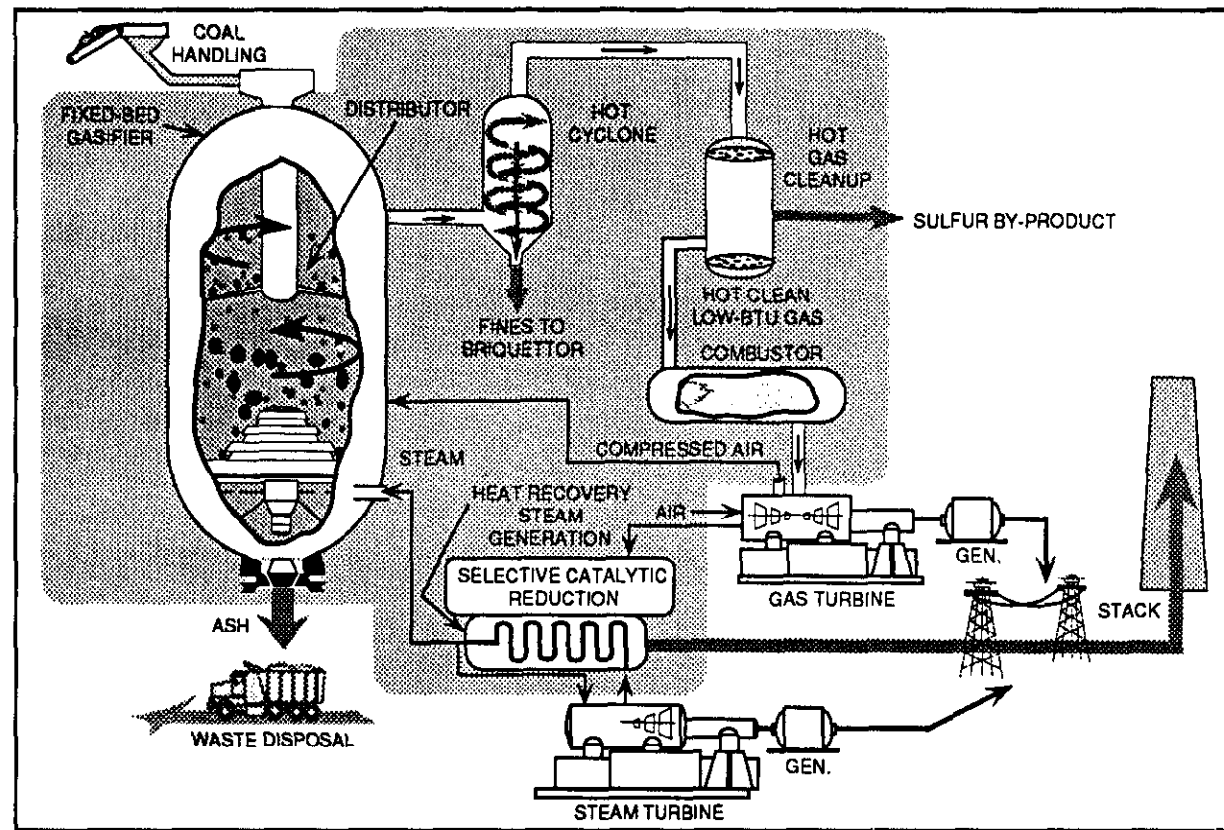 COAL
HANDLING
FIXED-BED
GASIFIER
DISTRIBUTOR
HOT
CYCLONE
HOT
GAS
CLEANUP
SULFUR BY-PRODUCT
FINES TO
BRIQUETTOR
HOT CLEAN
LOW-BTU GAS
COMBUSTOR
STEAM
COMPRESSED AIR
HEAT RECOVERY
STEAM
GENERATION
AIR
GEN.
SELECTIVE CATALYTIC
REDUCTION
GAS TURBINE
STACK
ASH
WASTE DISPOSAL
GEN.
STEAM TURBINE